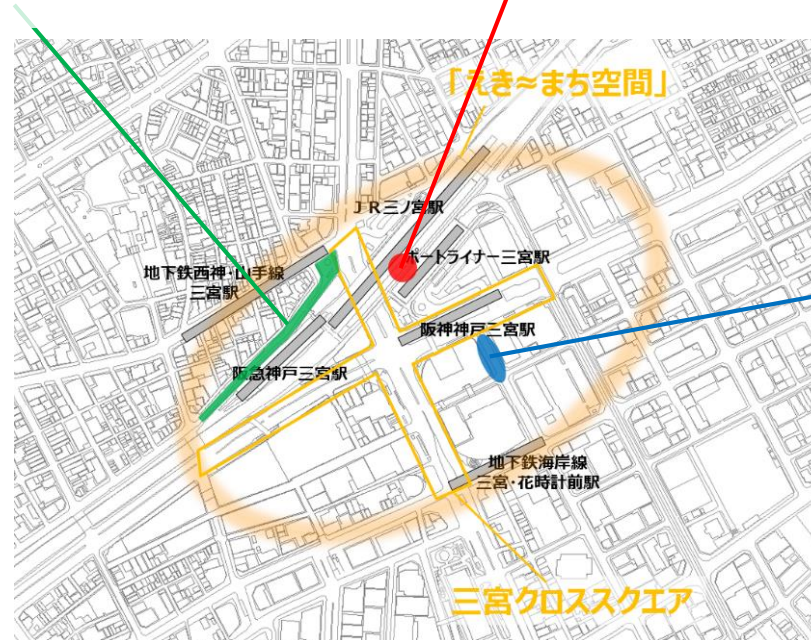 「えき≈まち空間」
JR三ノ宮駅
ポートライナー三宮駅
地下鉄西神・山手線
三宮駅
阪神神戸三宮駅
阪急神戸三宮駅
地下鉄海岸線
三宮・花時計前駅
三宮クロススクエア